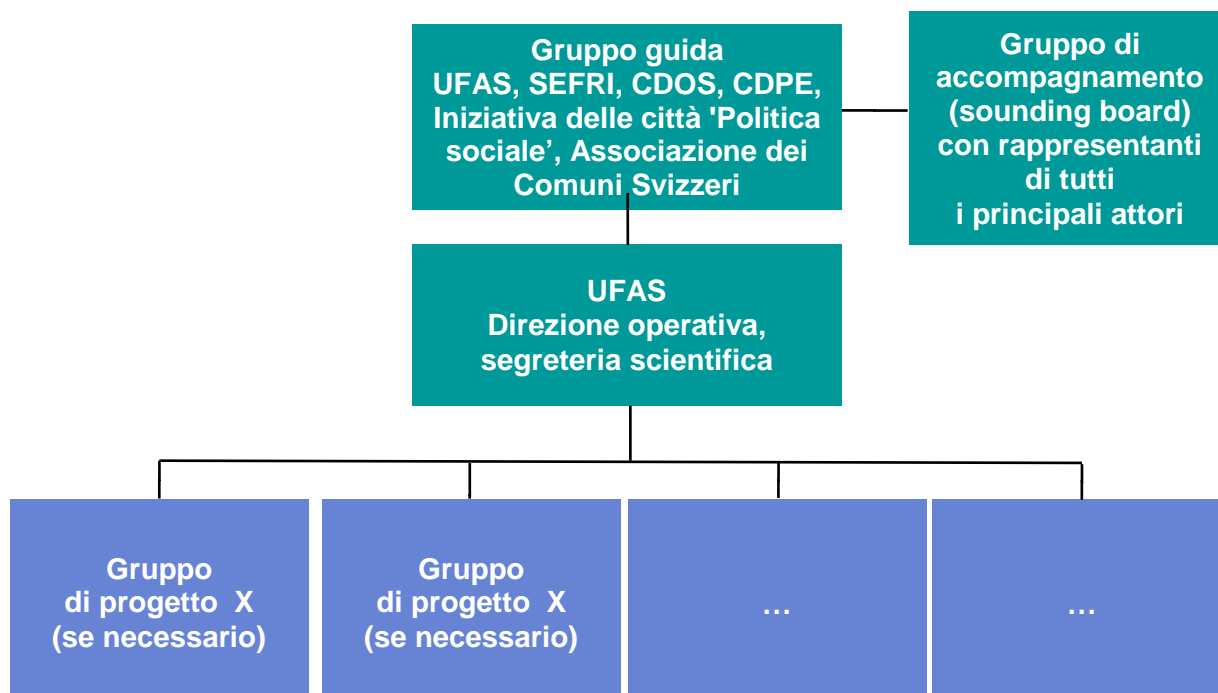 Gruppo guida
UFAS, SEFRI, CDOS, CDPE,
Iniziativa delle città 'Politica
sociale’, Associazione dei
Comuni Svizzeri
Gruppo di
accompagnamento
(sounding board)
con rappresentanti
di tutti
i principali attori
UFAS
Direzione operativa,
segreteria scientifica
Gruppo
di progetto X
(se necessario)
Gruppo
di progetto X
(se necessario)
...
...